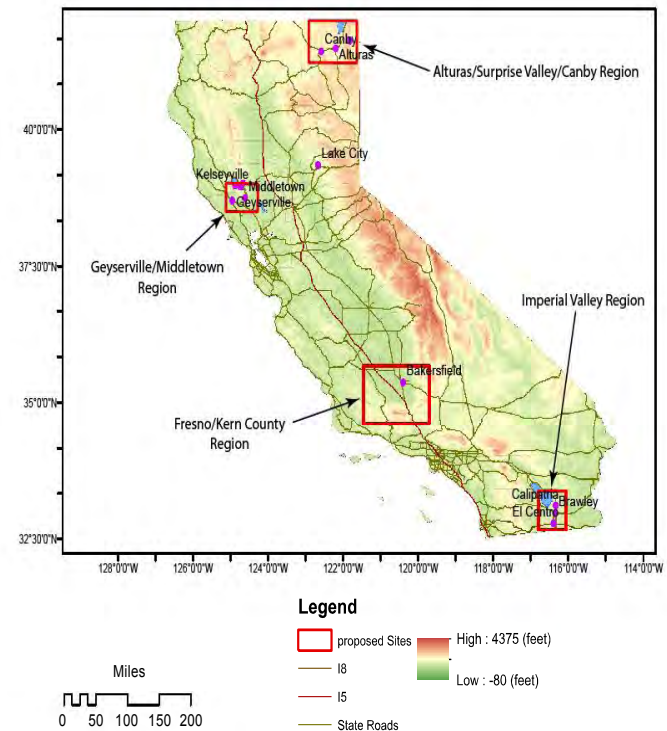 Canby
Alturas
Alturas/Surprise Valley/Canby Region
40°0'0"N
Lake City
Kelseyville
Middletown
Geyserville
37°30'0"N
Geyserville/Middletown
Region
Imperial Valley Region
Bakersfield
35°0'0"N
Fresno/Kern County
Region
Calipatria
Brawley
El Centro
32°30'0"N
128°0'0"W 126°0'0"W 124°0'0"W 122°0'0"W 120°0'0"W 118°0'0"W 116°0'0"W 114°0'0"W
Legend
proposed Sites
High : 4375 (feet)
I8
Low : -80 (feet)
Miles
I5
0 50 100 150 200
State Roads